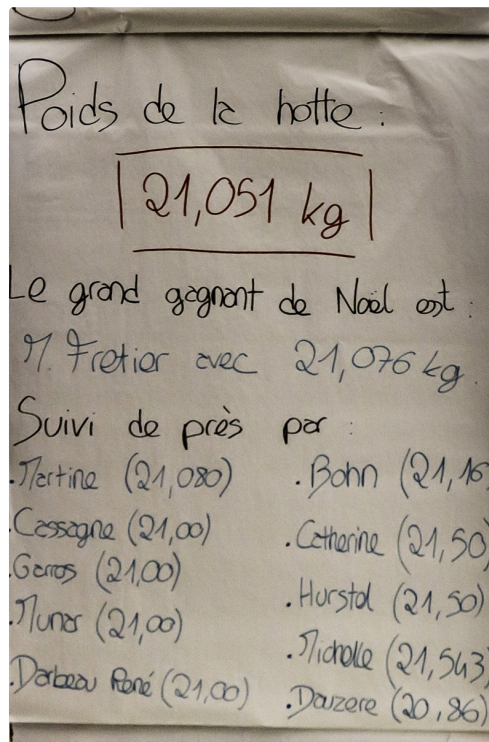 Poids de la hotte :
21,051 kg
Le grand gagnant de Noël est :
M. Fretier avec 21,076 kg.
Suivi de près par :
. Martine (21,080)
. Cassagne (21,00)
. Garros (21,00)
. Munar (21,00)
. Darbeau René (21,00)
. Bohn (21,16
. Catherine (21,50)
. Hurstol (21,50)
. Michelle (21,543)
. Dauzere (20,86)